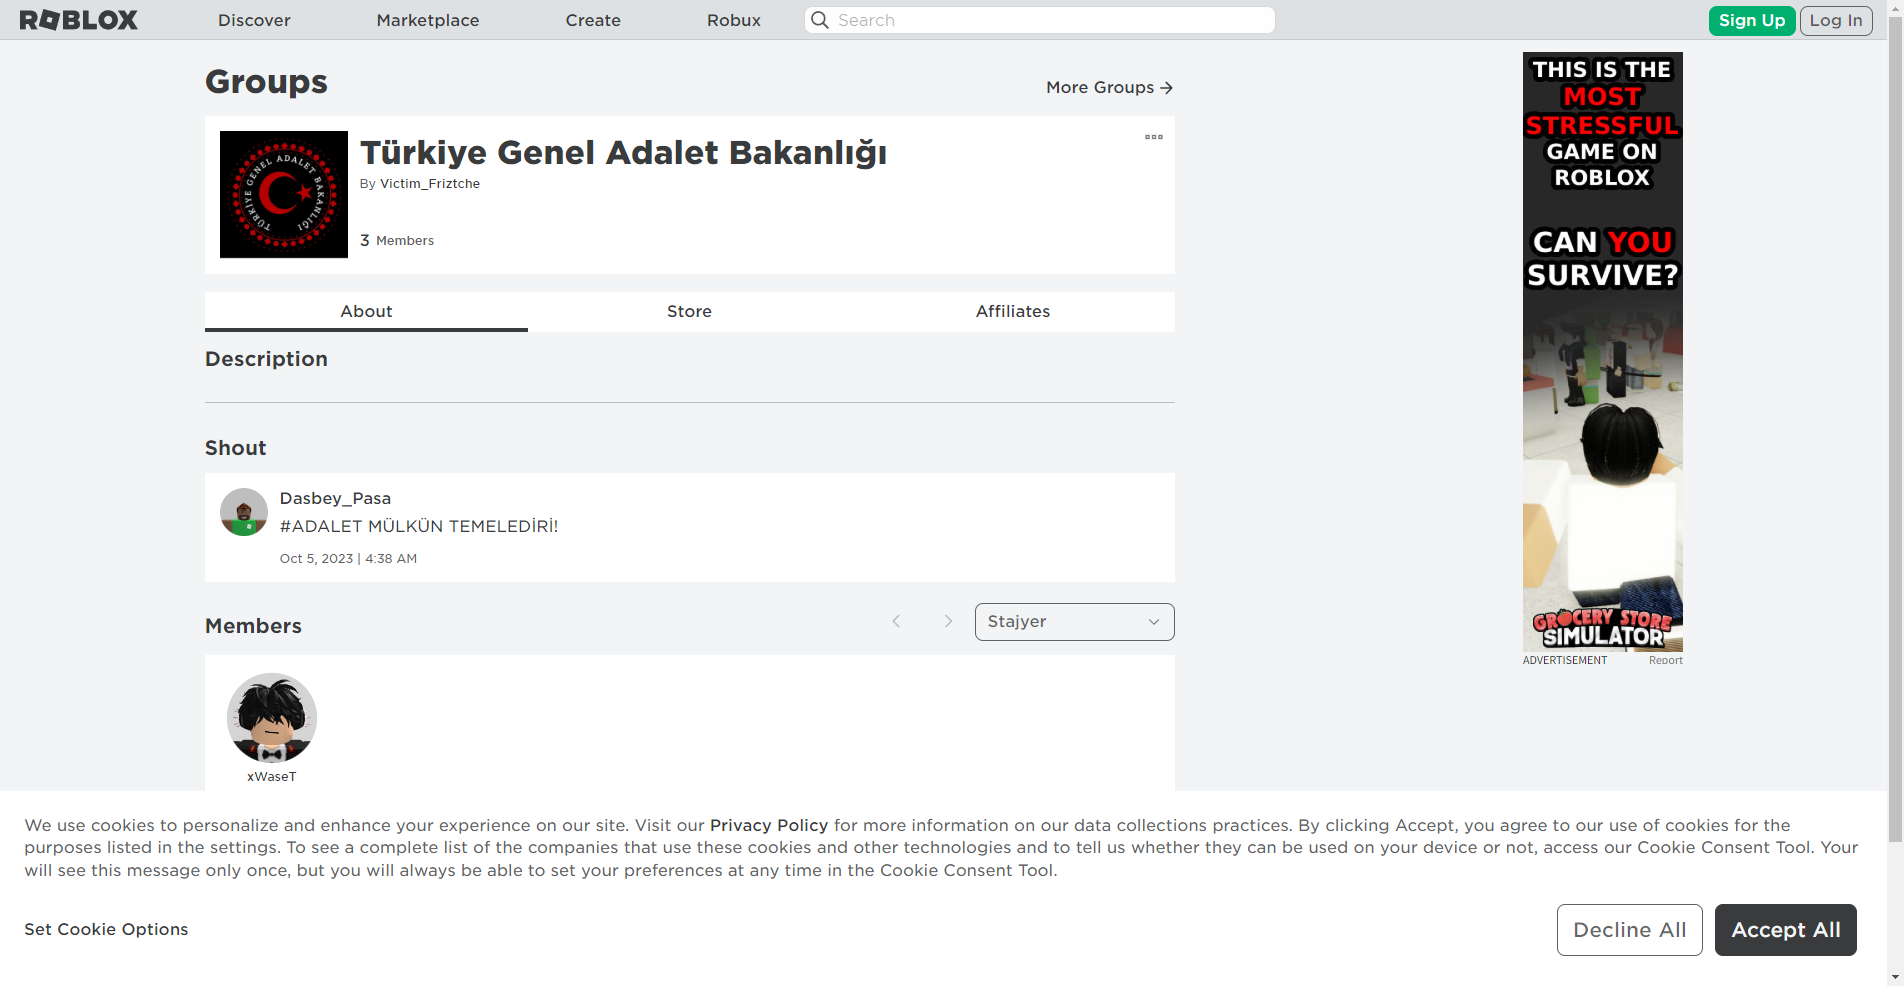 ROBLOX
Discover
Marketplace
Create
Robux
Search
Sign Up
Log In
Groups
More Groups →
TÜRKİYE GENEL ADALET BAKANLIĞI
Türkiye Genel Adalet Bakanlığı
By Victim_Friztche
3 Members
About
Store
Affiliates
Description
Shout
Dasbey_Pasa
#ADALET MÜLKÜN TEMELEDİRİ!
Oct 5, 2023 | 4:38 AM
Members
Stajyer
xWaseT
THIS IS THE
MOST
STRESSFUL
GAME ON
ROBLOX
CAN YOU
SURVIVE?
GROCERY STORE
SIMULATOR
ADVERTISEMENT
Report
We use cookies to personalize and enhance your experience on our site. Visit our Privacy Policy for more information on our data collections practices. By clicking Accept, you agree to our use of cookies for the
purposes listed in the settings. To see a complete list of the companies that use these cookies and other technologies and to tell us whether they can be used on your device or not, access our Cookie Consent Tool. Your
will see this message only once, but you will always be able to set your preferences at any time in the Cookie Consent Tool.
Set Cookie Options
Decline All
Accept All